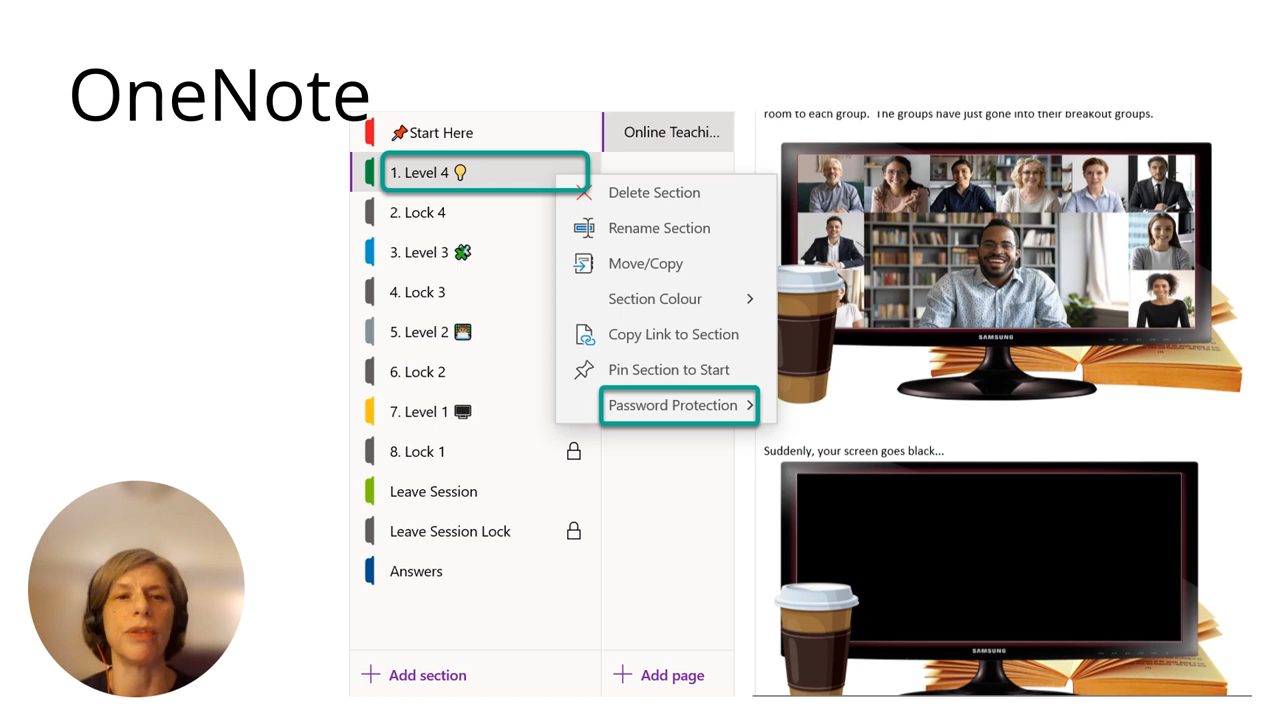 OneNote
📌Start Here
1. Level 4 💡
2. Lock 4
3. Level 3 🧩
4. Lock 3
5. Level 2
6. Lock 2
7. Level 1 🖥️
8. Lock 1
Leave Session
Leave Session Lock
Answers
+ Add section
Online Teachi...
+ Add page
Delete Section
Rename Section
Move/Copy
Section Colour
Copy Link to Section
Pin Section to Start
Password Protection
room to each group. The groups have just gone into their breakout groups.
SAMSUNG
Suddenly, your screen goes black...
SAMSUNG